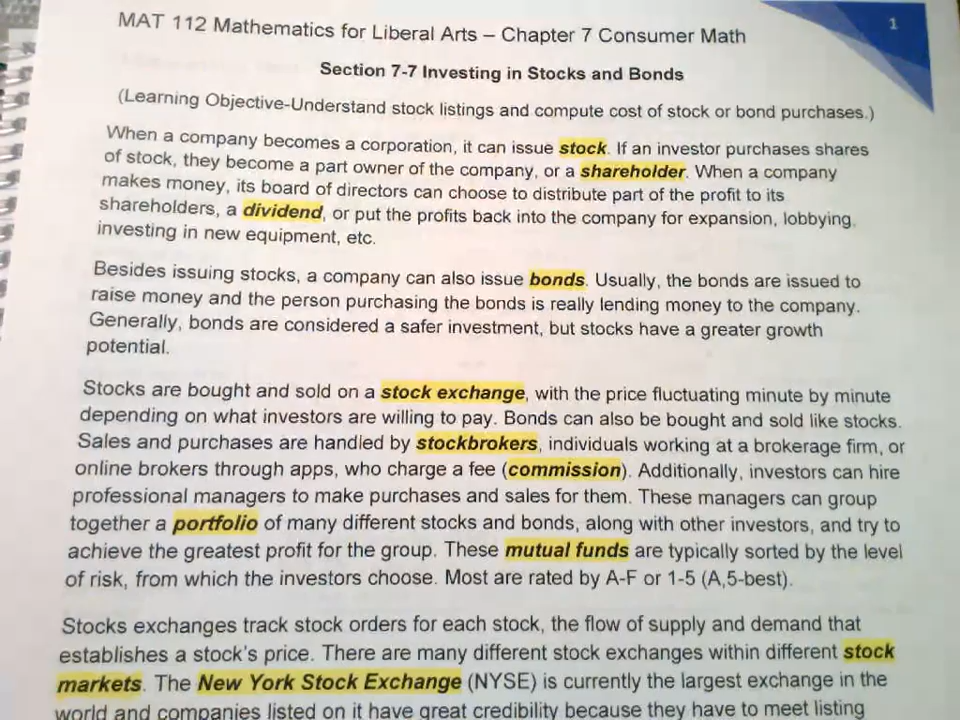 1
MAT 112 Mathematics for Liberal Arts – Chapter 7 Consumer Math
Section 7-7 Investing in Stocks and Bonds
(Learning Objective-Understand stock listings and compute cost of stock or bond purchases.)
When a company becomes a corporation, it can issue stock. If an investor purchases shares
of stock, they become a part owner of the company, or a shareholder. When a company
makes money, its board of directors can choose to distribute part of the profit to its
shareholders, a dividend, or put the profits back into the company for expansion, lobbying,
investing in new equipment, etc.
Besides issuing stocks, a company can also issue bonds. Usually, the bonds are issued to
raise money and the person purchasing the bonds is really lending money to the company.
Generally, bonds are considered a safer investment, but stocks have a greater growth
potential.
Stocks are bought and sold on a stock exchange, with the price fluctuating minute by minute
depending on what investors are willing to pay. Bonds can also be bought and sold like stocks.
Sales and purchases are handled by stockbrokers, individuals working at a brokerage firm, or
online brokers through apps, who charge a fee (commission). Additionally, investors can hire
professional managers to make purchases and sales for them. These managers can group
together a portfolio of many different stocks and bonds, along with other investors, and try to
achieve the greatest profit for the group. These mutual funds are typically sorted by the level
of risk, from which the investors choose. Most are rated by A-F or 1-5 (A,5-best).
Stocks exchanges track stock orders for each stock, the flow of supply and demand that
establishes a stock's price. There are many different stock exchanges within different stock
markets. The New York Stock Exchange (NYSE) is currently the largest exchange in the
world and companies listed on it have great credibility because they have to meet listing